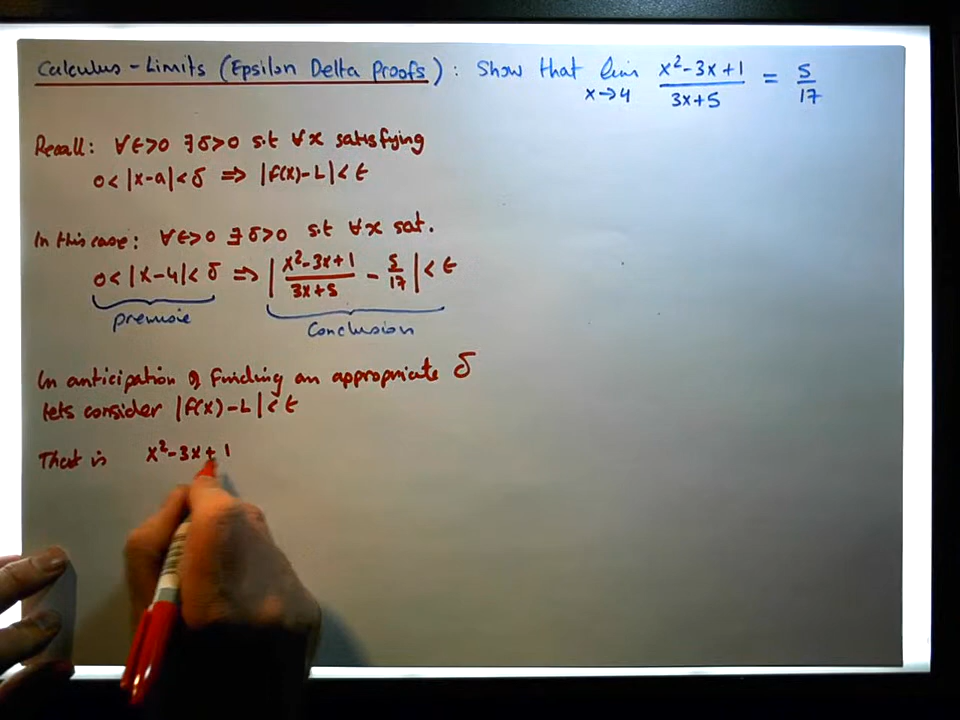 Calculus - Limits (Epsilon Delta Proofs) : Show that lim x→4 x²-3x+1 / 3x+5 = 5/17
Recall: ∀ε>0 ∃δ>0 s.t ∀x satisfying
0<|x-a|<δ ⇒ |f(x)-L|<ε
In this case: ∀ε>0 ∃δ>0 s.t ∀x sat.
0<|x-4|<δ ⇒ | x²-3x+1 / 3x+5 - 5/17 |<ε
premise
Conclusion
In anticipation of finding an appropriate δ
lets consider |f(x)-L|<ε
That is x²-3x+1